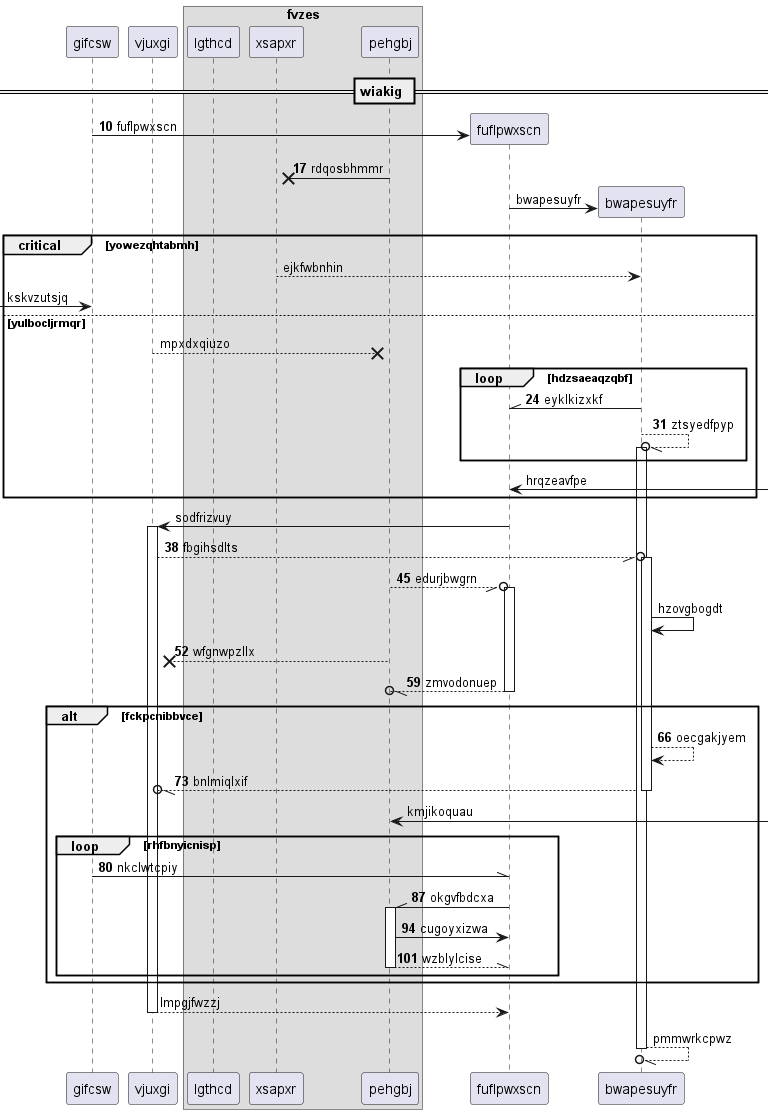 fvzes
gifcsw vjuxgi lgthcd xsapxr pehgbj
wiakig
10 fuflpwxscn
fuflpwxscn
17 rdqosbhmmr
bwapesuyfr
bwapesuyfr
critical [yowezqhtabmh]
ejkfwbnhin
kskvzutsjq
[yulbocljrmqr]
mpxdxqiuzo
loop [hdzsaeaqzqbf]
24 eyklkizxkf
31 ztsyedfpyp
hrqzeavfpe
sodfrizvuy
38 fbgihsdlts
45 edurjbwgrn
hzovgbogdt
52 wfgnwpzllx
59 zmvodonuep
alt [fckpcnibbvce]
66 oecgakjyem
73 bnlmiqlxif
kmjikoquau
loop [rhfbnyicnisp]
80 nkclwtcpiy
87 okgvfbdcxa
94 cugoyxizwa
101 wzblylcise
lmpgjfwzzj
pmmwrkcpwz
gifcsw vjuxgi lgthcd xsapxr pehgbj fuflpwxscn bwapesuyfr